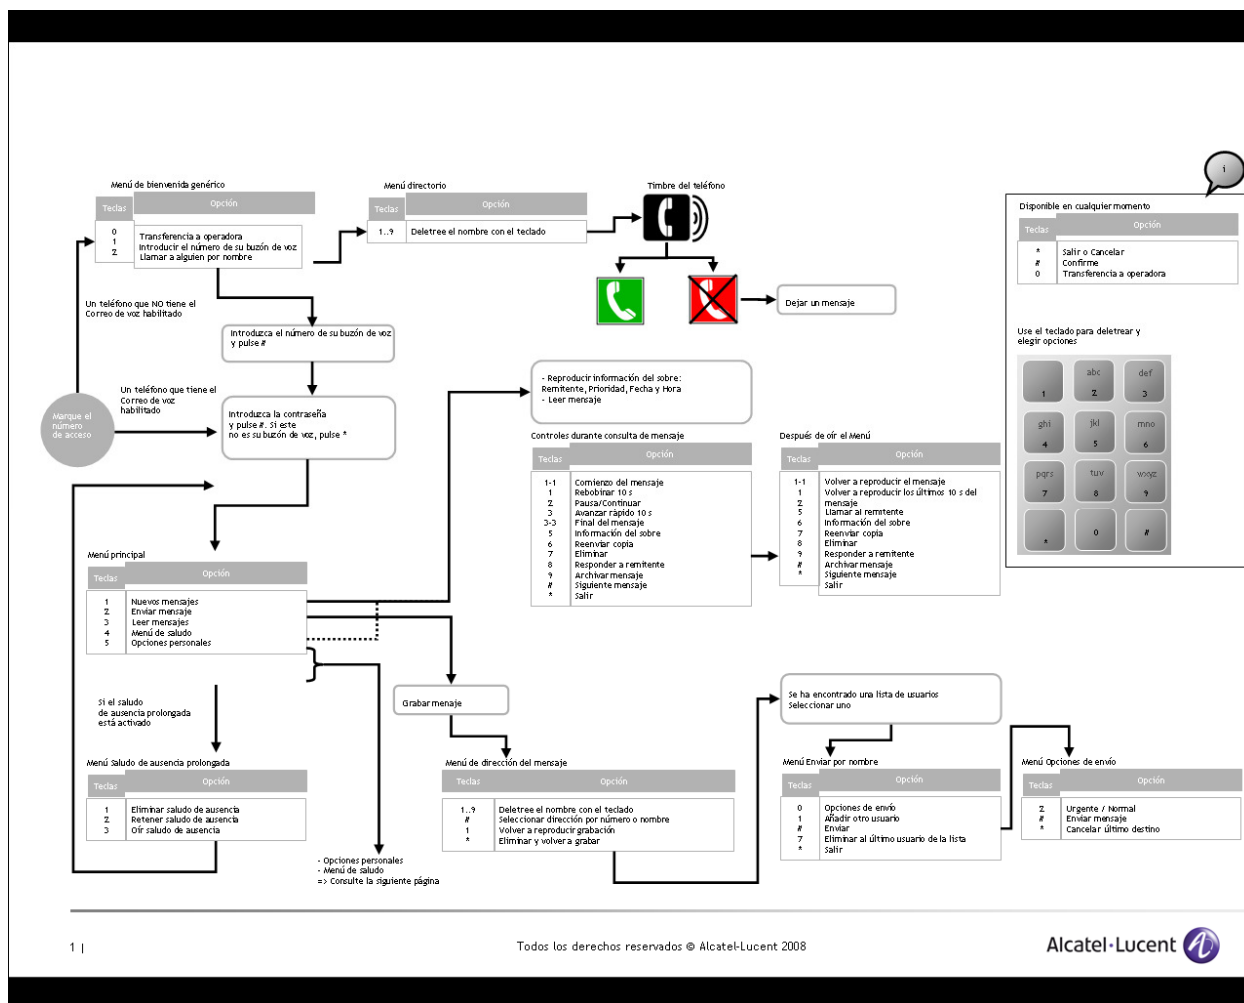 Menú de bienvenida genérico
Teclas Opción
0 Transferencia a operadora
1 Introducir el número de su buzón de voz
2 Llamar a alguien por nombre
Menú directorio
Teclas Opción
1..9 Deletree el nombre con el teclado
Timbre del teléfono
Dejar un mensaje
i
Disponible en cualquier momento
Teclas Opción
* Salir o Cancelar
# Confirme
0 Transferencia a operadora
Use el teclado para deletrear y
elegir opciones
abc def
1 2 3
ghi jkl mno
4 5 6
pqrs tuv wxyz
7 8 9
* 0 #
Un teléfono que NO tiene el
Correo de voz habilitado
Introduzca el número de su buzón de voz
y pulse #
Un teléfono que tiene el
Correo de voz
habilitado
Marque el
número
de acceso
Introduzca la contraseña
y pulse #. Si este
no es su buzón de voz, pulse *
- Reproducir información del sobre:
Remitente, Prioridad, Fecha y Hora
- Leer mensaje
Controles durante consulta de mensaje
Teclas Opción
1-1 Comienzo del mensaje
1 Rebobinar 10 s
2 Pausa/Continuar
3 Avanzar rápido 10 s
3-3 Final del mensaje
5 Información del sobre
6 Reenviar copia
7 Eliminar
8 Responder a remitente
9 Archivar mensaje
# Siguiente mensaje
* Salir
Después de oír el Menú
Teclas Opción
1-1 Volver a reproducir el mensaje
1 Volver a reproducir los últimos 10 s del
2 mensaje
5 Llamar al remitente
6 Información del sobre
7 Reenviar copia
8 Eliminar
9 Responder a remitente
# Archivar mensaje
* Siguiente mensaje
Salir
Menú principal
Teclas Opción
1 Nuevos mensajes
2 Enviar mensaje
3 Leer mensajes
4 Menú de saludo
5 Opciones personales
Si el saludo
de ausencia prolongada
está activado
Menú Saludo de ausencia prolongada
Teclas Opción
1 Eliminar saludo de ausencia
2 Retener saludo de ausencia
3 Oír saludo de ausencia
- Opciones personales
- Menú de saludo
=> Consulte la siguiente página
Grabar menaje
Menú de dirección del mensaje
Teclas Opción
1..9 Deletree el nombre con el teclado
# Seleccionar dirección por número o nombre
1 Volver a reproducir grabación
* Eliminar y volver a grabar
Se ha encontrado una lista de usuarios
Seleccionar uno
Menú Enviar por nombre
Teclas Opción
0 Opciones de envío
1 Añadir otro usuario
# Enviar
7 Eliminar al último usuario de la lista
* Salir
Menú Opciones de envío
Teclas Opción
2 Urgente / Normal
# Enviar mensaje
* Cancelar último destino
1 |
Todos los derechos reservados © Alcatel-Lucent 2008
Alcatel·Lucent